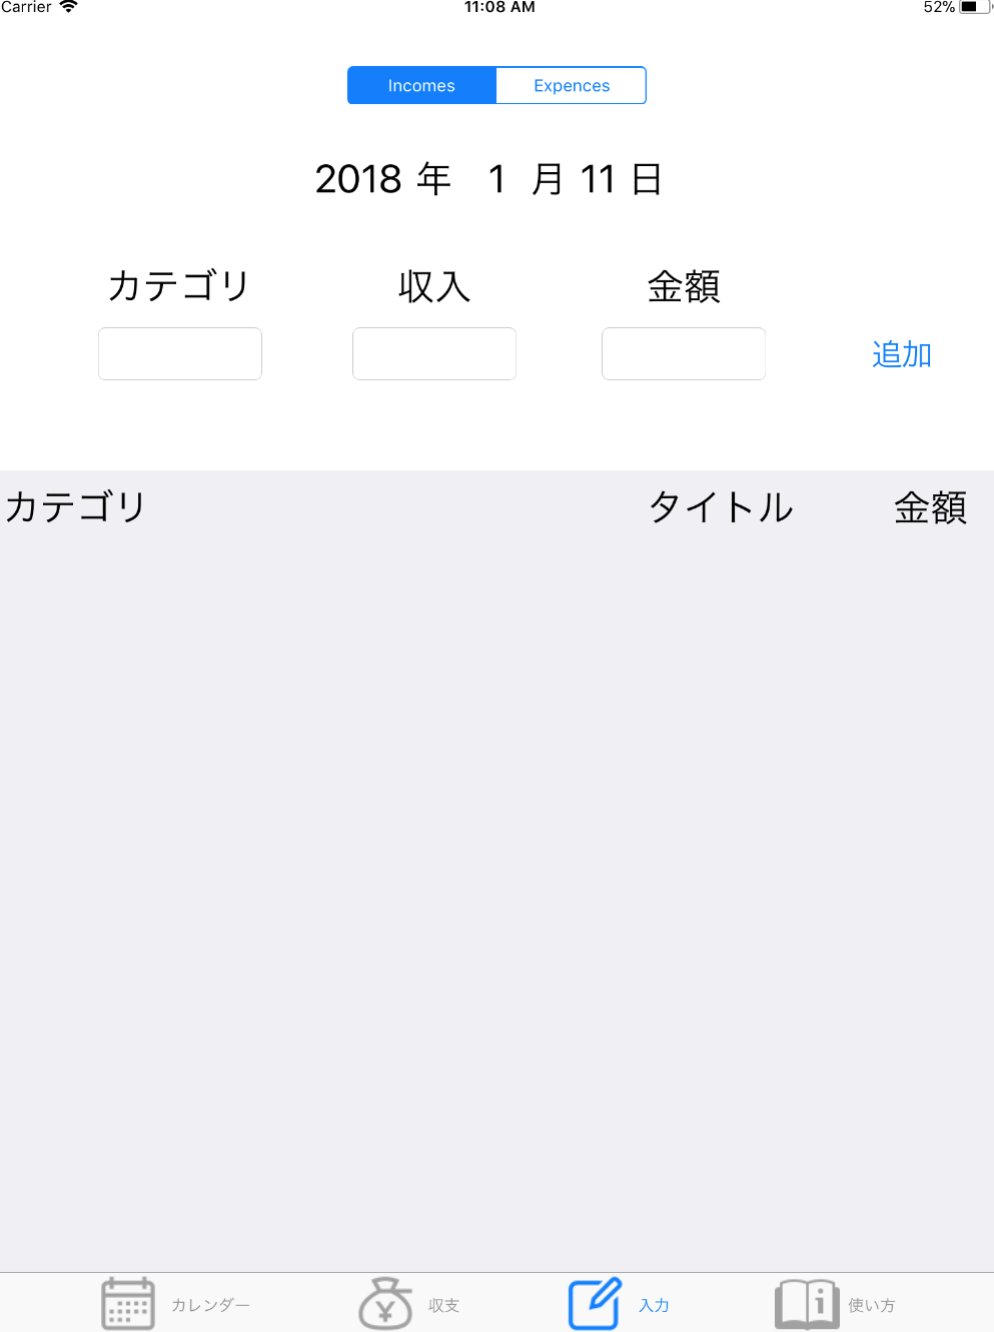 Carrier 11:08 AM 52%
Incomes Expences
2018 年 1 月 11 日
カテゴリ 収入 金額
追加
カテゴリ タイトル 金額
カレンダー 収支 入力 使い方